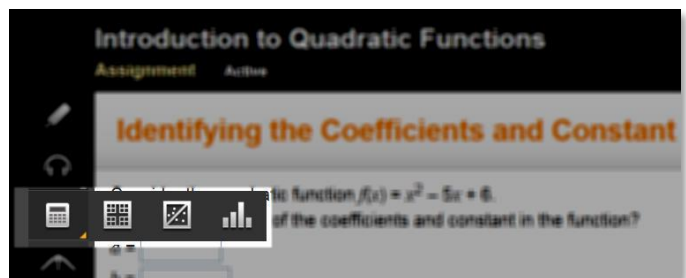 Introduction to Quadratic Functions
Assignment Active
Identifying the Coefficients and Constant
tic function f(x) = x² – 5x + 6.
of the coefficients and constant in the function?
a =
b =